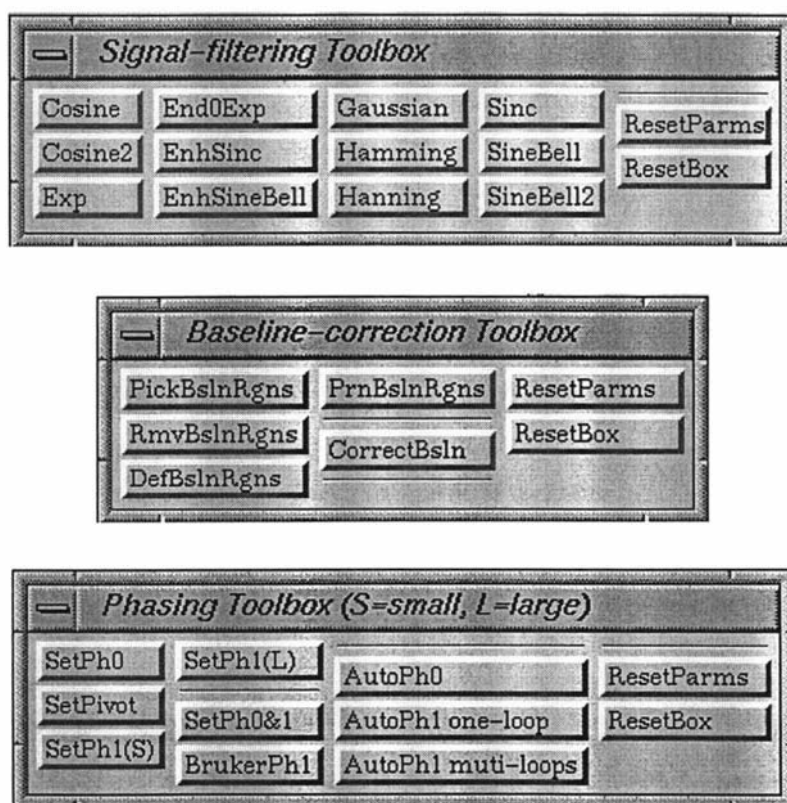 Signal-filtering Toolbox
Cosine End0Exp Gaussian Sinc
ResetParms
Cosine2 EnhSinc Hamming SineBell
ResetBox
Exp EnhSineBell Hanning SineBell2
Baseline-correction Toolbox
PickBslnRgns PrnBslnRgns ResetParms
RmvBslnRgns CorrectBsln ResetBox
DefBslnRgns
Phasing Toolbox (S=small, L=large)
SetPh0 SetPh1(L) AutoPh0 ResetParms
SetPivot SetPh0&1 AutoPh1 one-loop ResetBox
SetPh1(S) BrukerPh1 AutoPh1 muti-loops